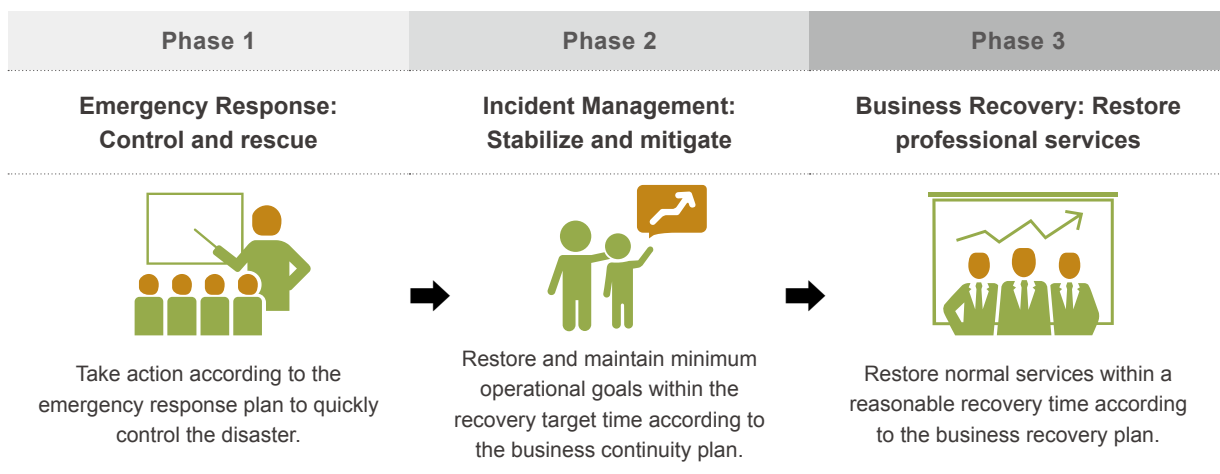 Phase 1
Phase 2
Phase 3
Emergency Response:
Control and rescue
Incident Management:
Stabilize and mitigate
Business Recovery: Restore
professional services
Take action according to the
emergency response plan to quickly
control the disaster.
Restore and maintain minimum
operational goals within the
recovery target time according to
the business continuity plan.
Restore normal services within a
reasonable recovery time according
to the business recovery plan.